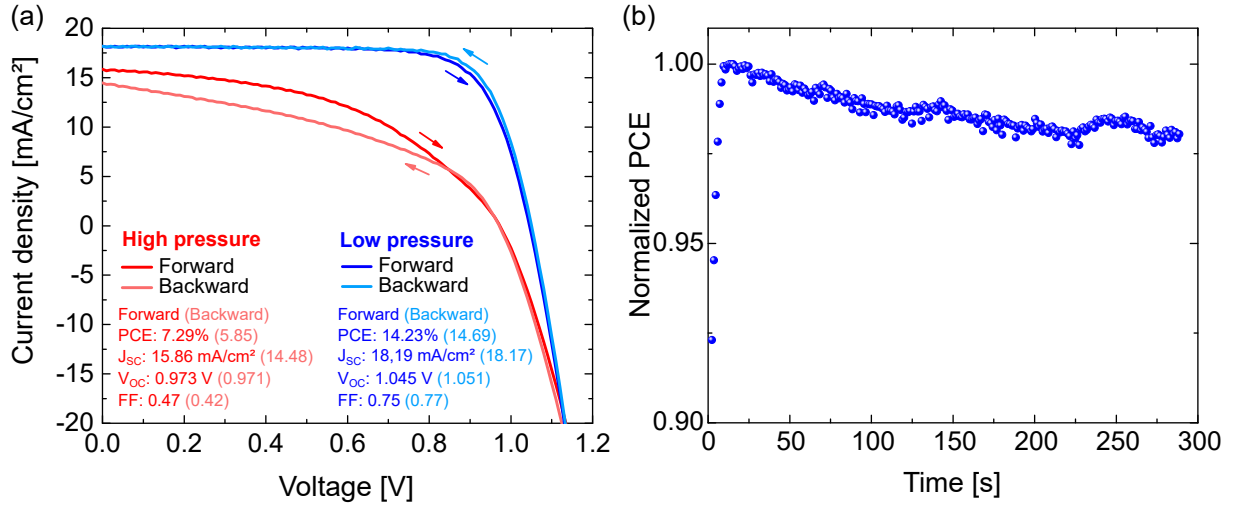 (a)
20
15
10
5
0
-5
-10
-15
-20
Current density [mA/cm²]
0.0 0.2 0.4 0.6 0.8 1.0 1.2
Voltage [V]
High pressure
Forward
Backward
Forward (Backward)
PCE: 7.29% (5.85)
JSC: 15.86 mA/cm² (14.48)
VOC: 0.973 V (0.971)
FF: 0.47 (0.42)
Low pressure
Forward
Backward
Forward (Backward)
PCE: 14.23% (14.69)
JSC: 18,19 mA/cm² (18.17)
VOC: 1.045 V (1.051)
FF: 0.75 (0.77)
(b)
1.00
0.95
0.90
Normalized PCE
0 50 100 150 200 250 300
Time [s]